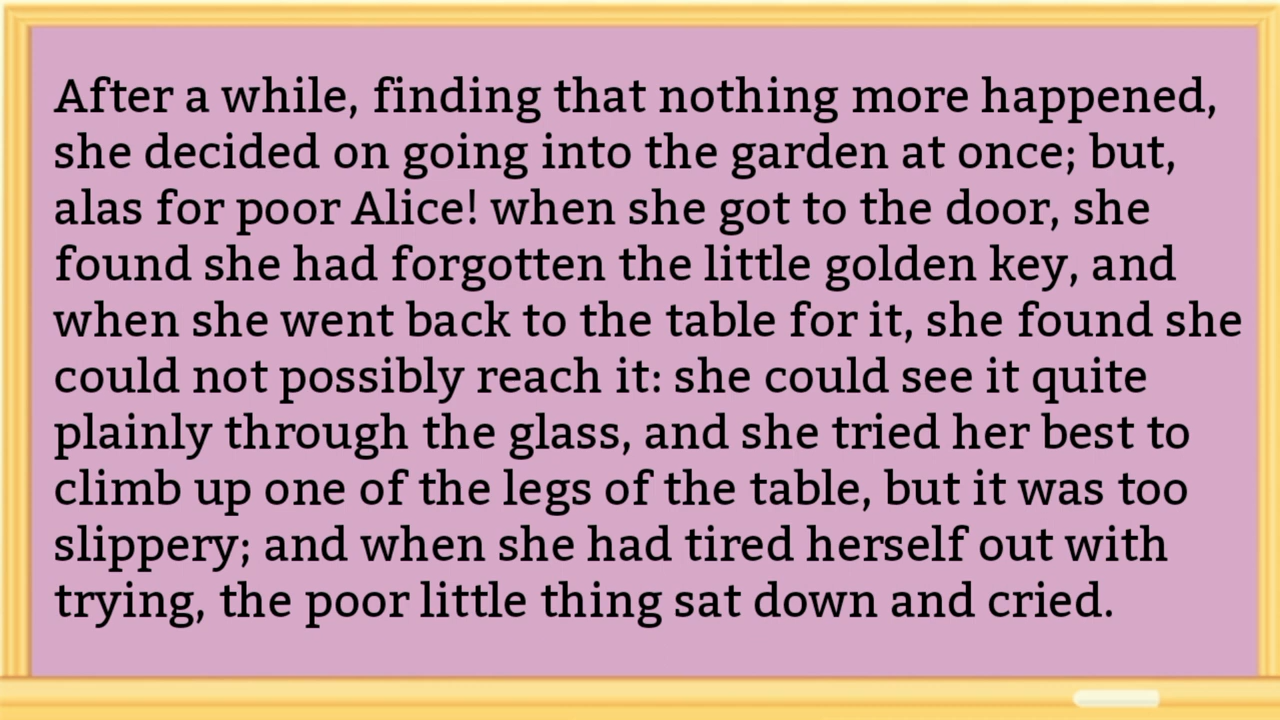 After a while, finding that nothing more happened,
she decided on going into the garden at once; but,
alas for poor Alice! when she got to the door, she
found she had forgotten the little golden key, and
when she went back to the table for it, she found she
could not possibly reach it: she could see it quite
plainly through the glass, and she tried her best to
climb up one of the legs of the table, but it was too
slippery; and when she had tired herself out with
trying, the poor little thing sat down and cried.